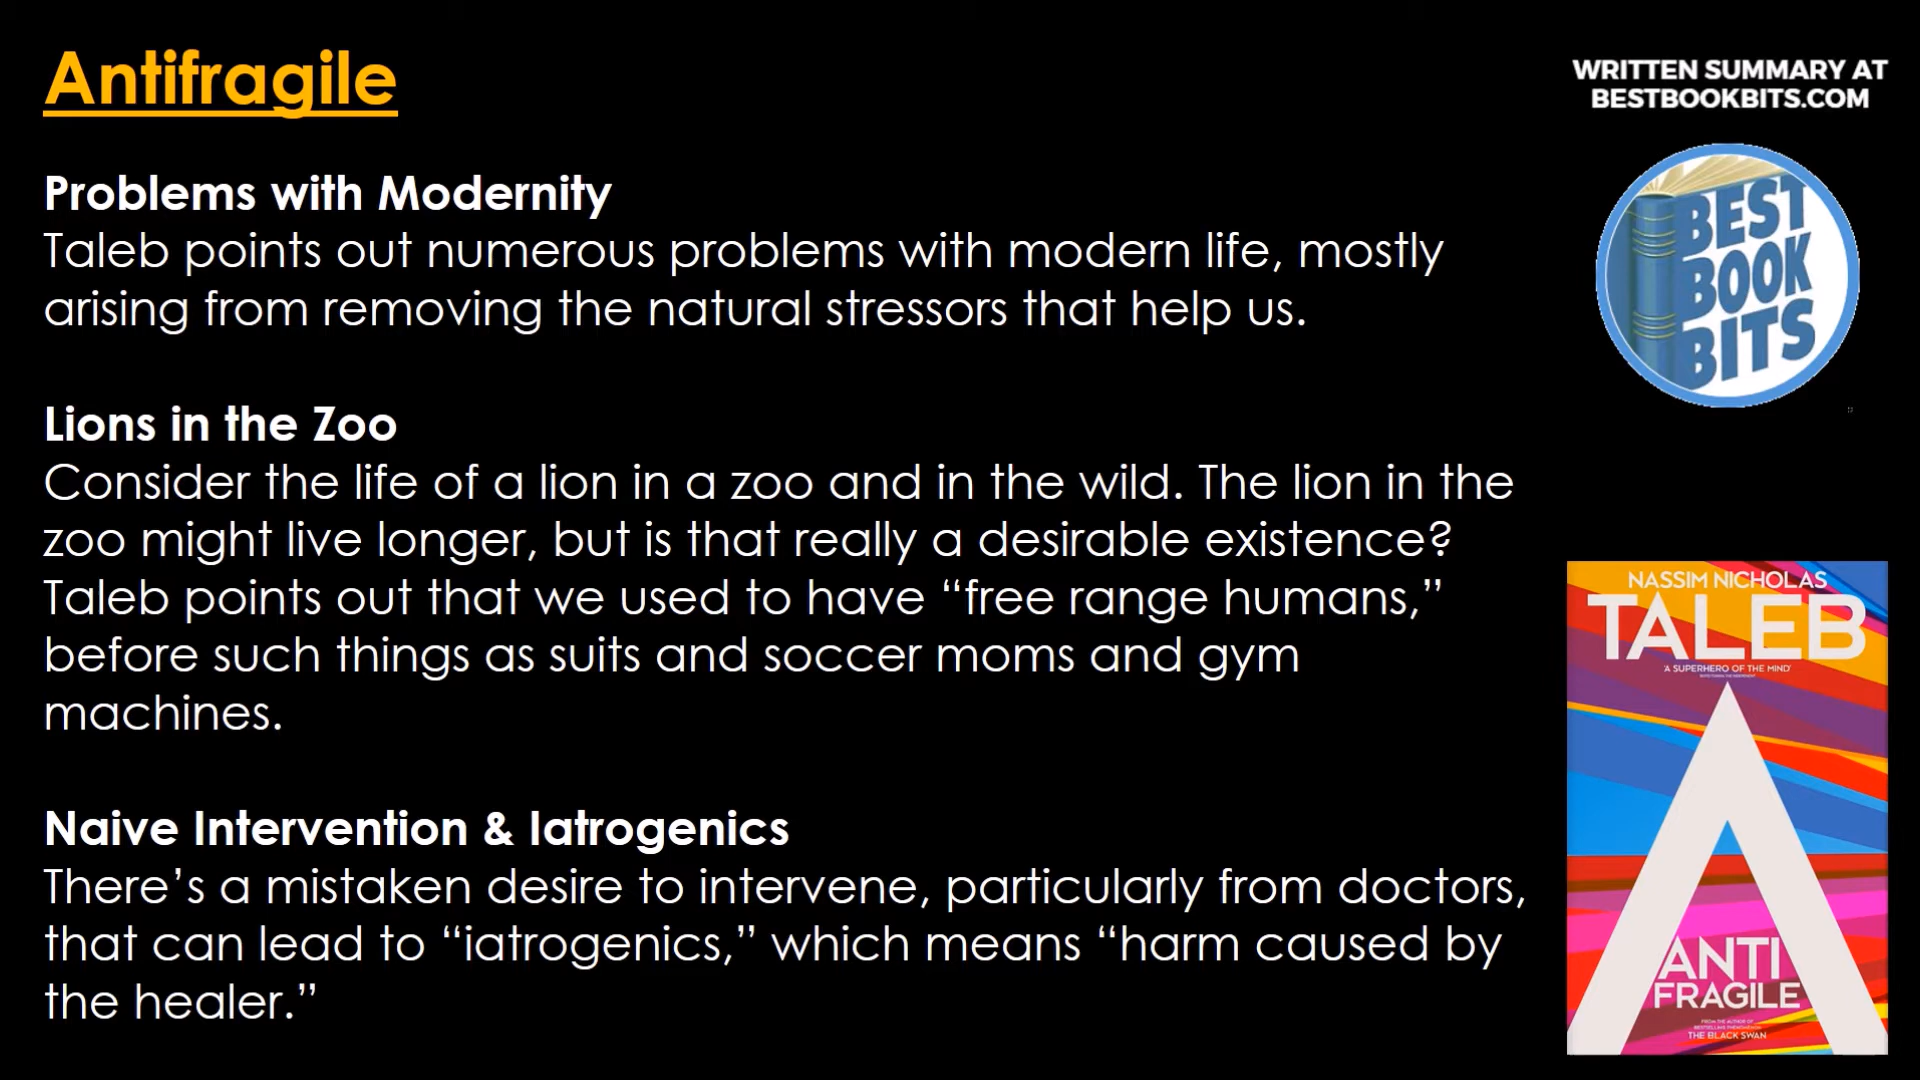 Antifragile
WRITTEN SUMMARY AT
BESTBOOKBITS.COM
Problems with Modernity
Taleb points out numerous problems with modern life, mostly
arising from removing the natural stressors that help us.
Lions in the Zoo
Consider the life of a lion in a zoo and in the wild. The lion in the
zoo might live longer, but is that really a desirable existence?
Taleb points out that we used to have “free range humans,”
before such things as suits and soccer moms and gym
machines.
Naive Intervention & Iatrogenics
There’s a mistaken desire to intervene, particularly from doctors,
that can lead to “iatrogenics,” which means “harm caused by
the healer.”
BEST
BOOK
BITS
NASSIM NICHOLAS
TALEB
'A SUPERHERO OF THE MIND'
ANTI
FRAGILE
FROM THE AUTHOR OF
BESTSELLING PHENOMENON
THE BLACK SWAN